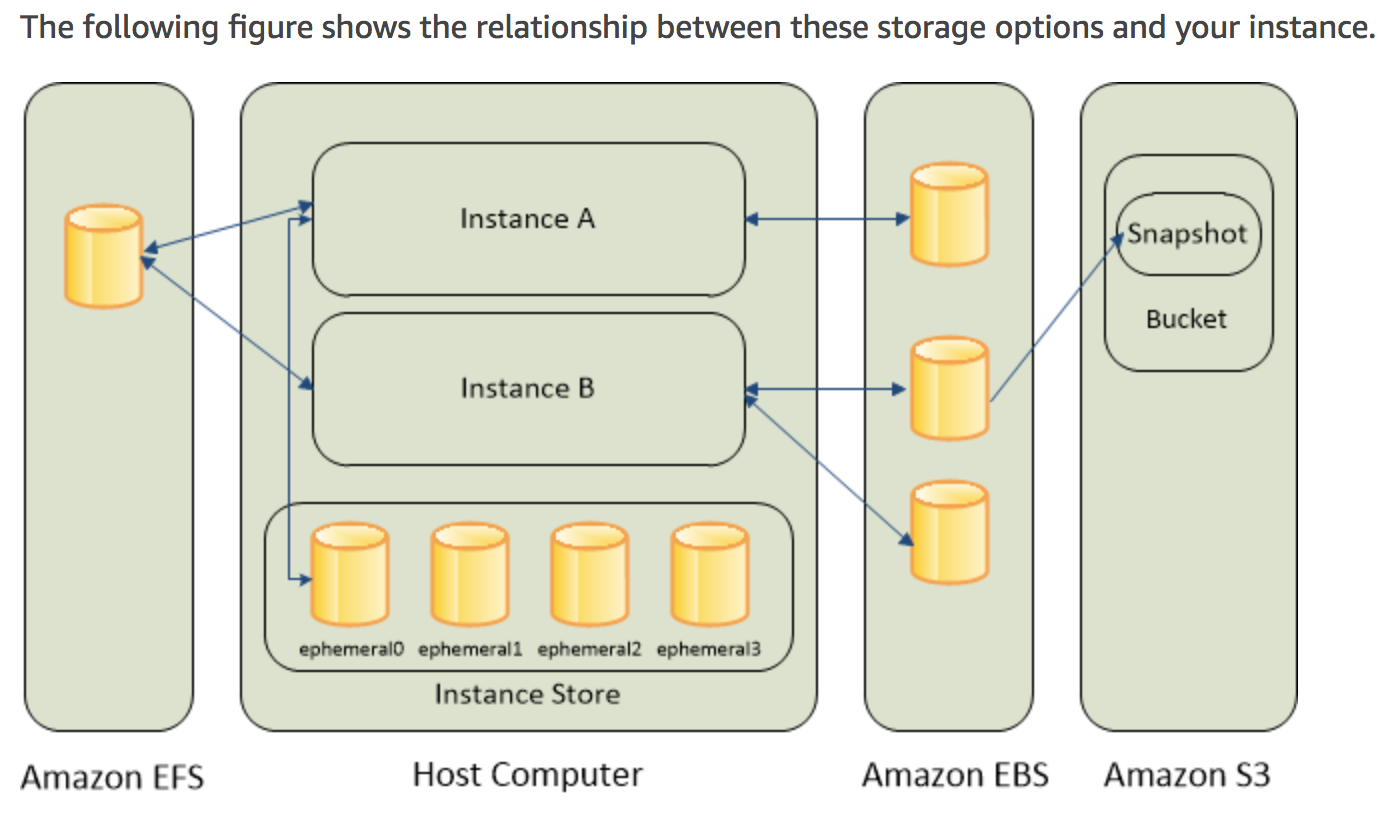 The following figure shows the relationship between these storage options and your instance.
Instance A
Snapshot
Bucket
Instance B
ephemeral0 ephemeral1 ephemeral2 ephemeral3
Instance Store
Amazon EFS
Host Computer
Amazon EBS
Amazon S3